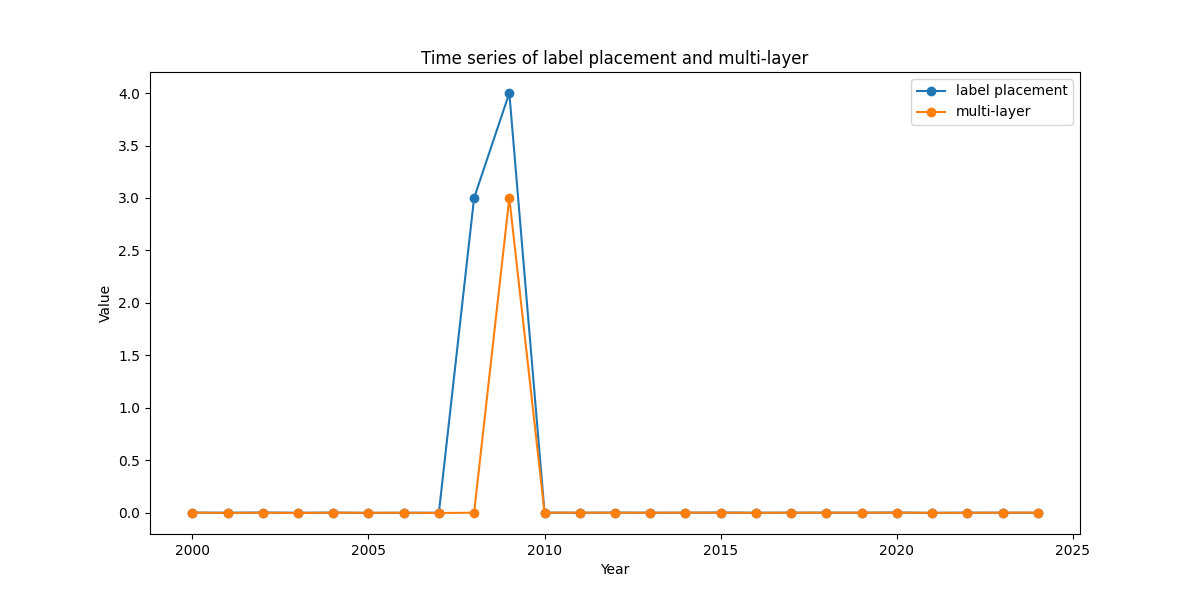 Time series of label placement and multi-layer
label placement
multi-layer
4.0
3.5
3.0
2.5
2.0
1.5
1.0
0.5
0.0
Value
2000 2005 2010 2015 2020 2025
Year